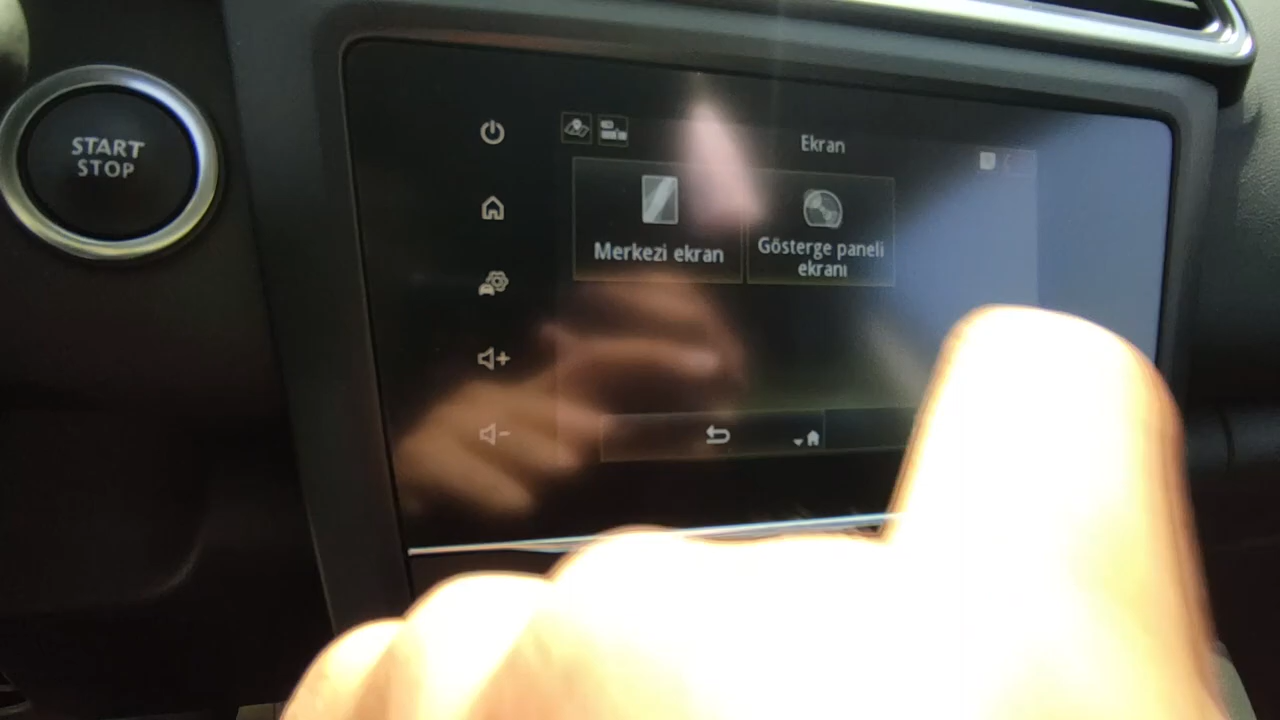 START
STOP
Ekran
Merkezi ekran
Gösterge paneli
ekranı